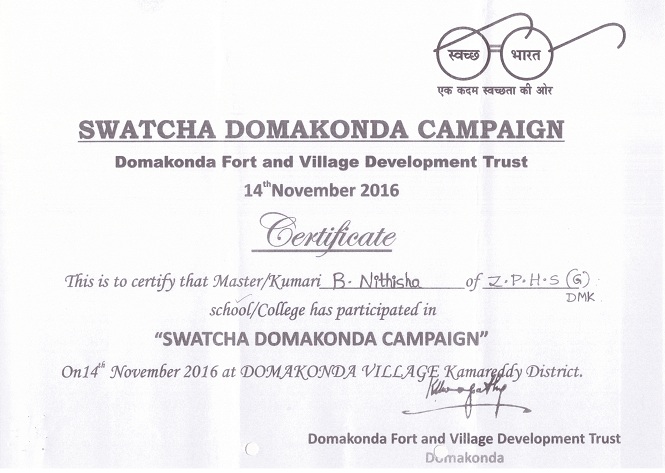 स्वच्छ भारत
एक कदम स्वच्छता की ओर
SWATCHA DOMAKONDA CAMPAIGN
Domakonda Fort and Village Development Trust
14th November 2016
Certificate
This is to certify that Master/Kumari B. Nithisha of Z.P.H.S (G)
DMK
school/College has participated in
“SWATCHA DOMAKONDA CAMPAIGN”
On14th November 2016 at DOMAKONDA VILLAGE Kamareddy District.
Domakonda Fort and Village Development Trust
Domakonda